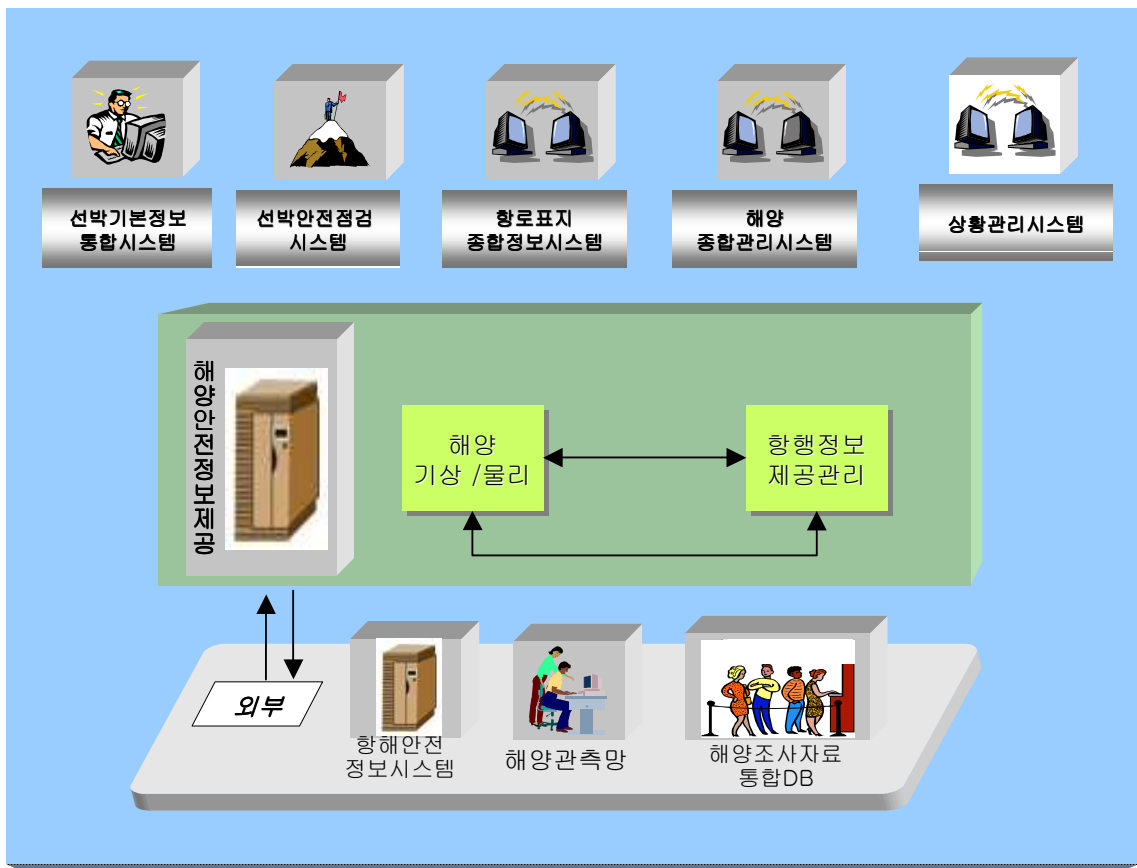 선박기본정보
통합시스템
선박안전점검
시스템
항로표지
종합정보시스템
해양
종합관리시스템
상황관리시스템
해양안전정보제공
해양
기상 /물리
항행정보
제공관리
외부
항해안전
정보시스템
해양관측망
해양조사자료
통합DB